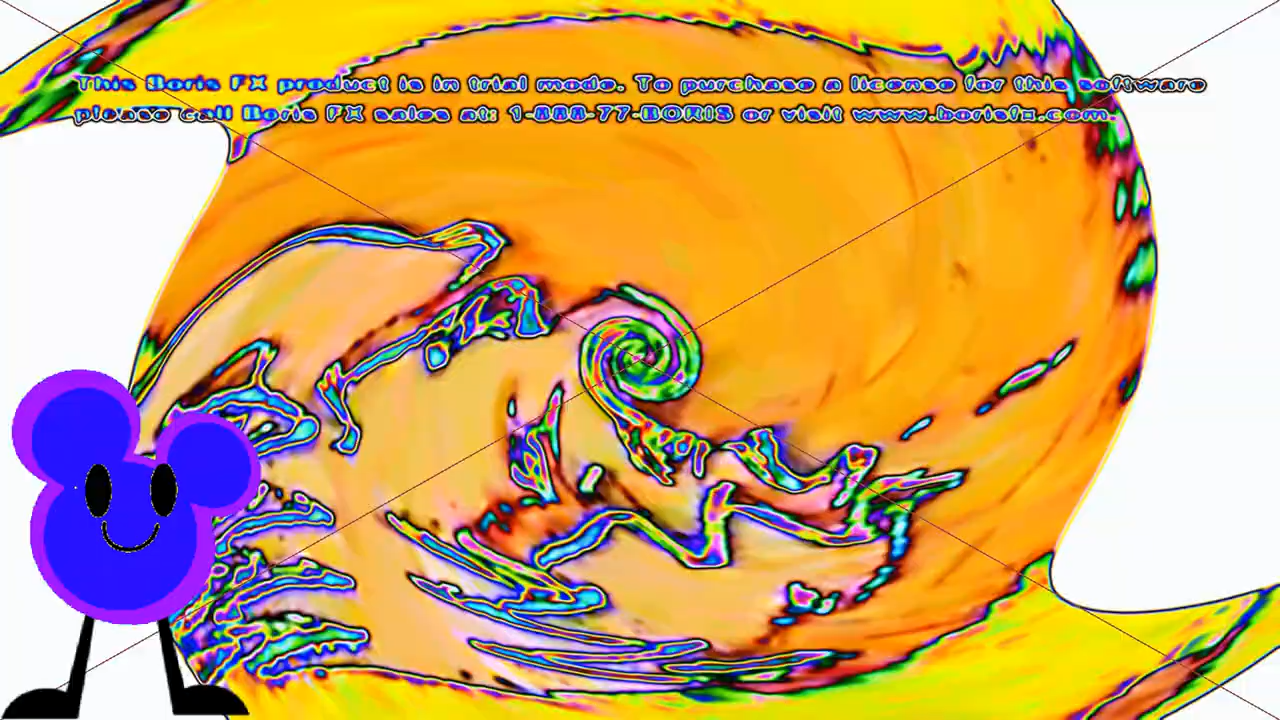 This Boris FX product is in trial mode. To purchase a license for this software
please call Boris FX sales at: 1-888-77-BORIS or visit www.borisfx.com.